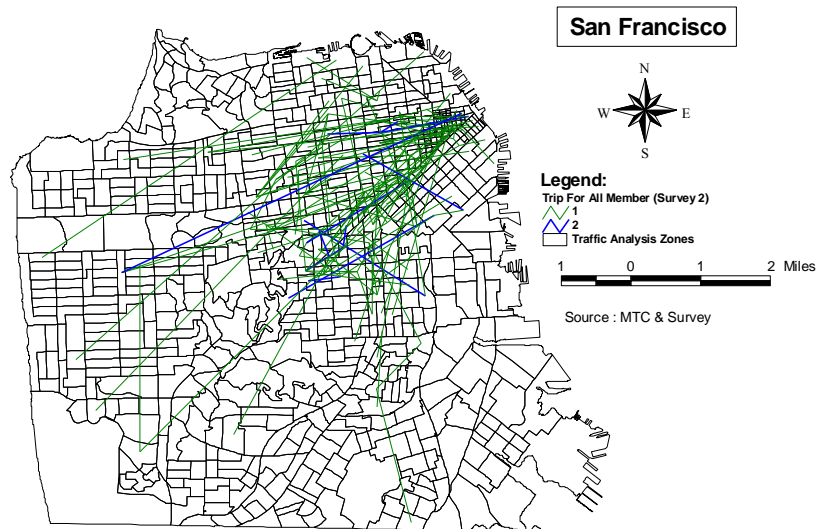 San Francisco
N
W
E
S
Legend:
Trip For All Member (Survey 2)
1
2
Traffic Analysis Zones
1 0 1 2 Miles
Source : MTC & Survey